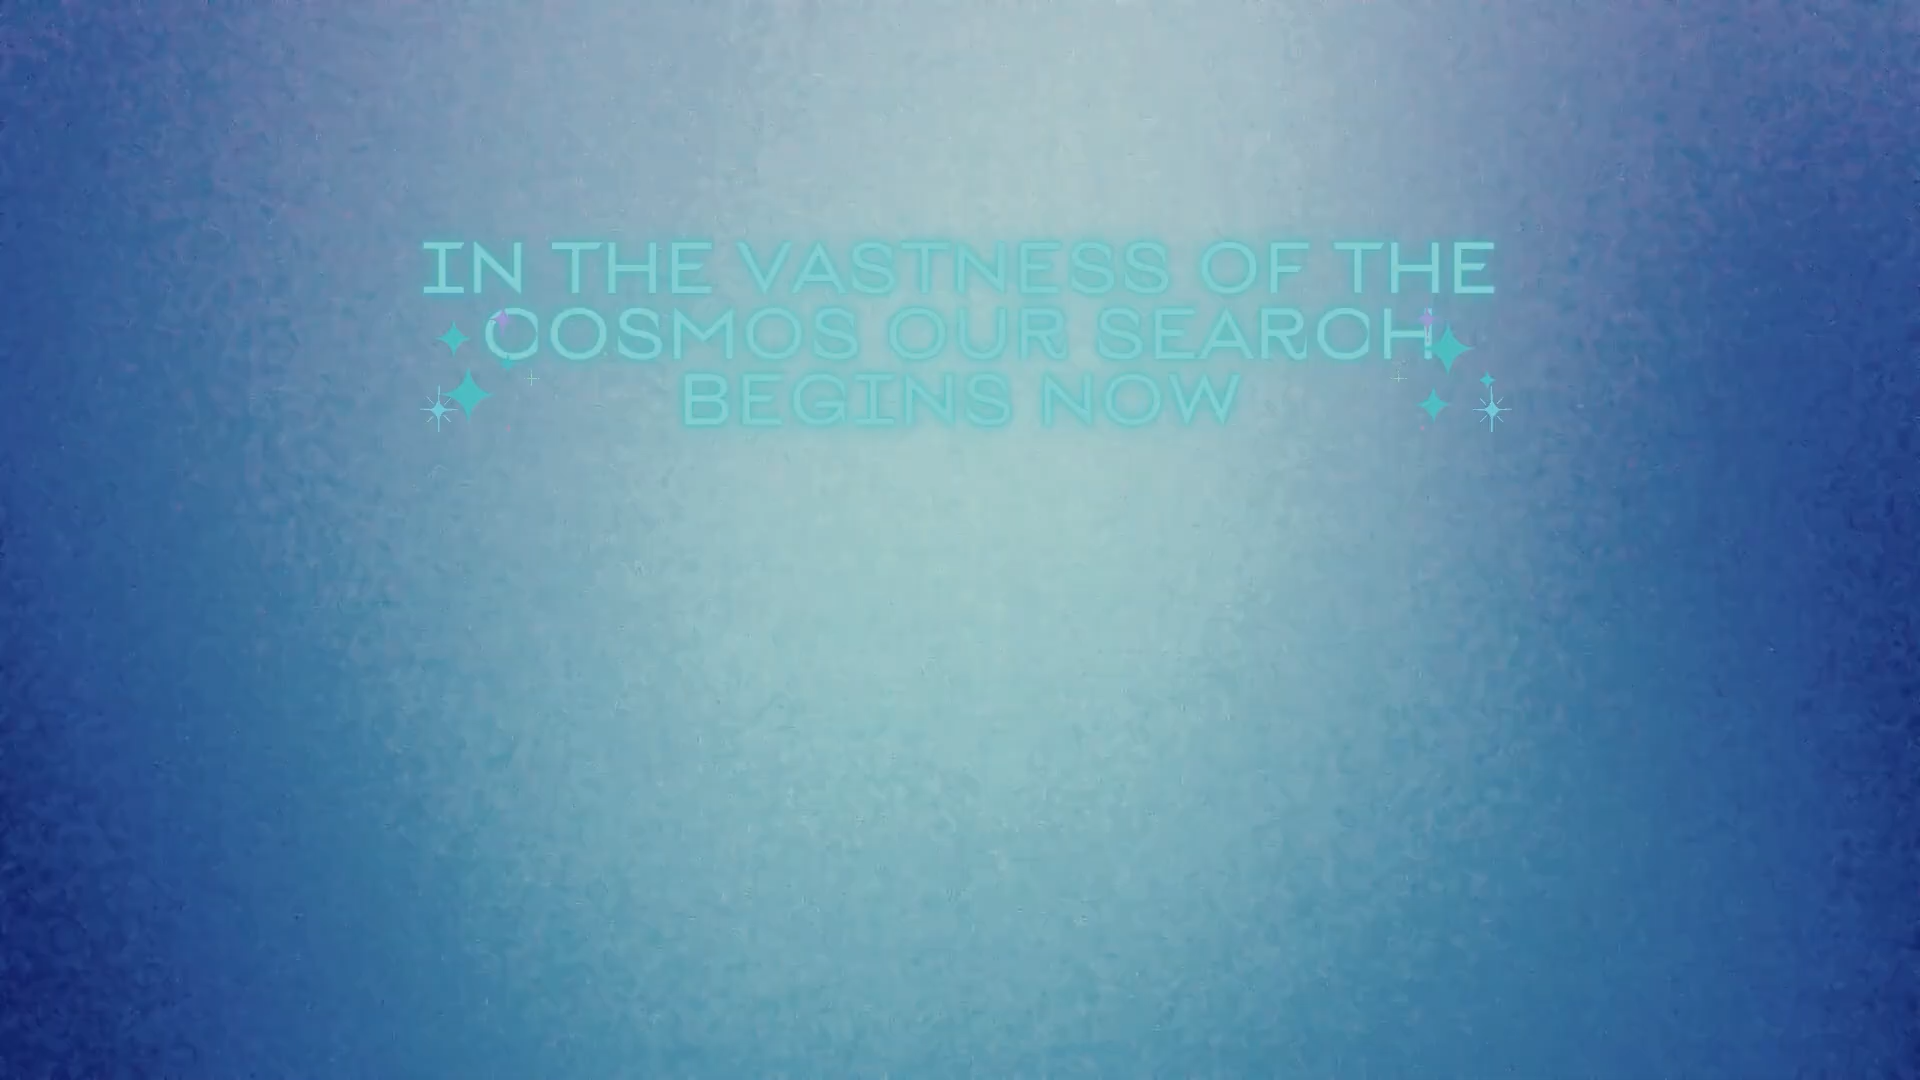 IN THE VASTNESS OF THE
COSMOS OUR SEARCH
BEGINS NOW